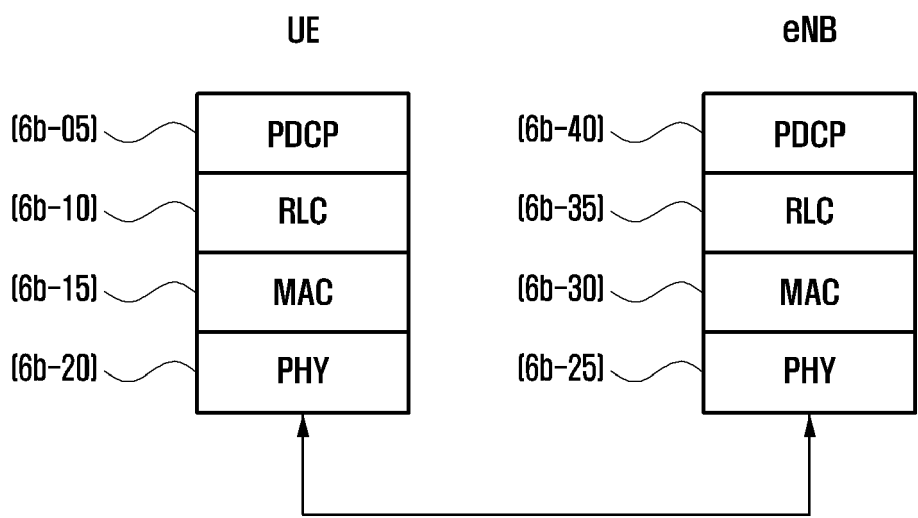 UE eNB
(6b-05) PDCP (6b-40) PDCP
(6b-10) RLC (6b-35) RLC
(6b-15) MAC (6b-30) MAC
(6b-20) PHY (6b-25) PHY